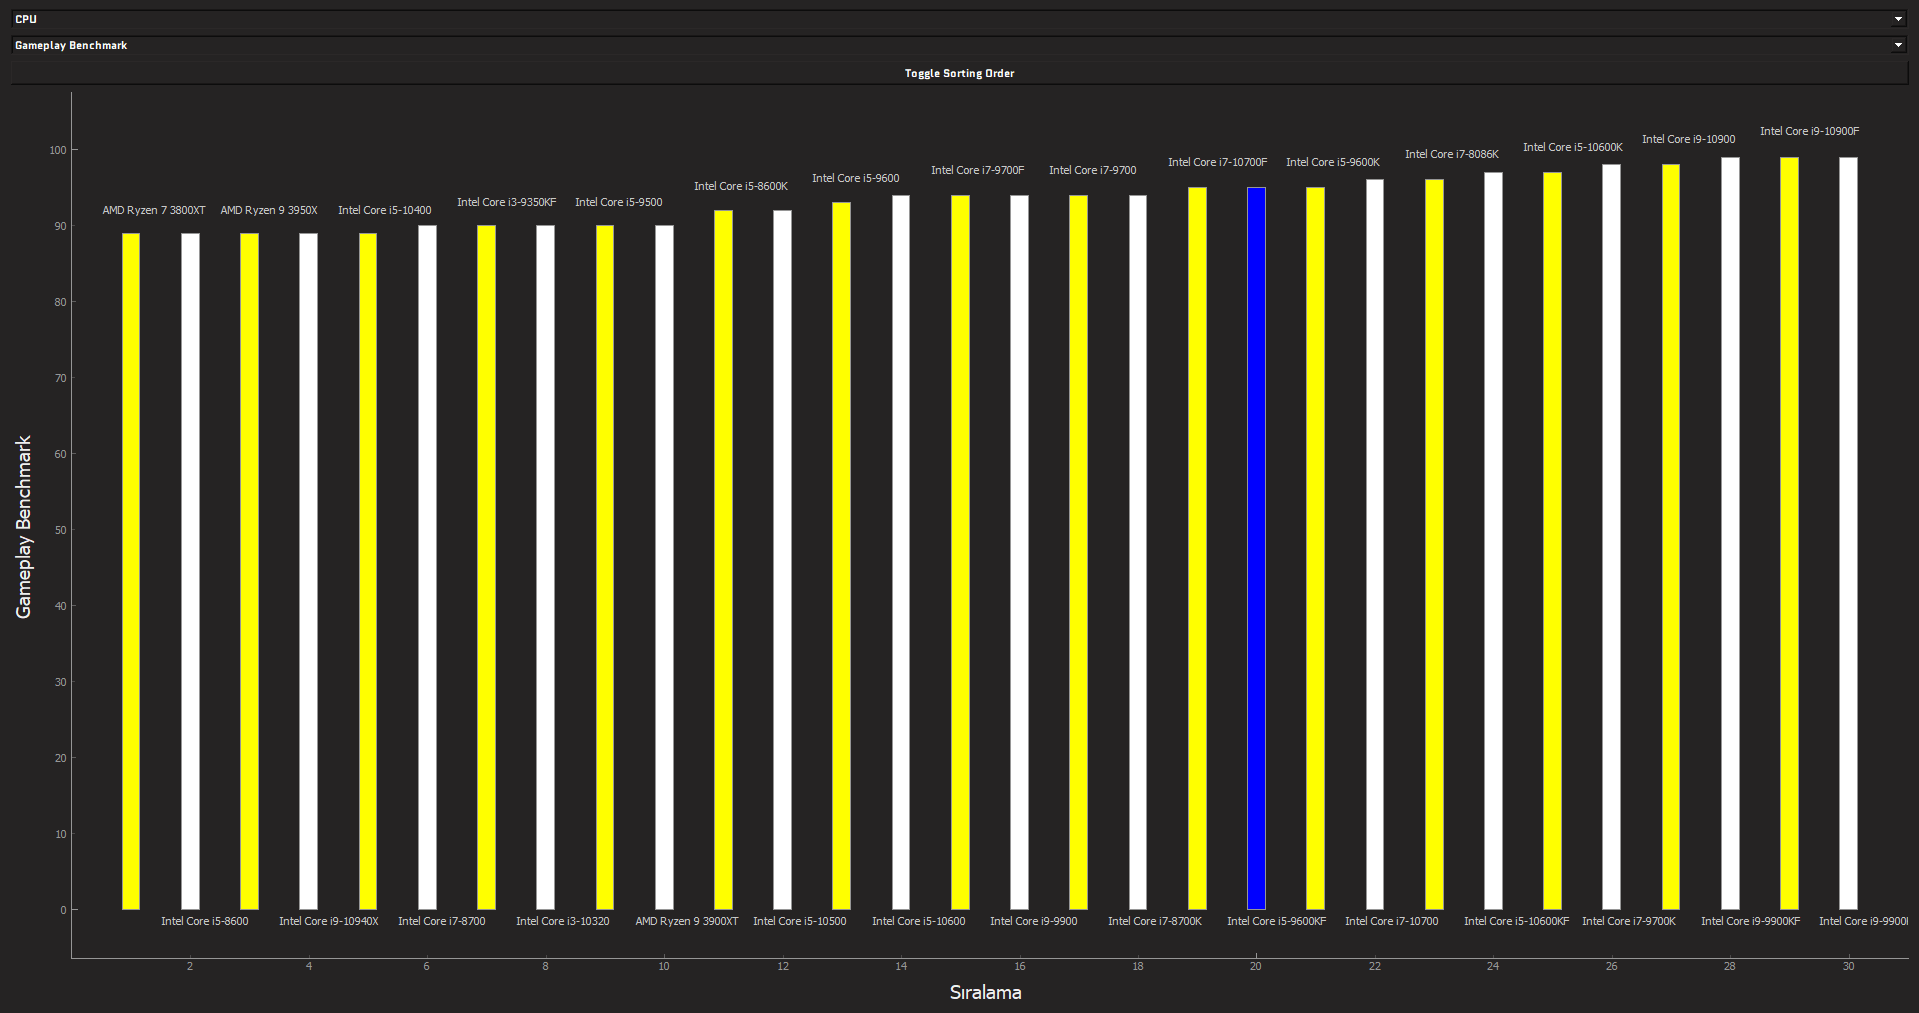 CPU
Gameplay Benchmark
Toggle Sorting Order
Intel Core i9-10900F
Intel Core i9-10900
Intel Core i5-10600K
Intel Core i7-8086K
Intel Core i7-10700F
Intel Core i5-9600K
Intel Core i7-9700F
Intel Core i7-9700
Intel Core i5-9600
Intel Core i5-8600K
Intel Core i3-9350KF
Intel Core i5-9500
AMD Ryzen 7 3800XT
AMD Ryzen 9 3950X
Intel Core i5-10400
100
90
80
70
60
50
40
30
20
10
0
Gameplay Benchmark
Intel Core i5-8600
Intel Core i9-10940X
Intel Core i7-8700
Intel Core i3-10320
AMD Ryzen 9 3900XT
Intel Core i5-10500
Intel Core i5-10600
Intel Core i9-9900
Intel Core i7-8700K
Intel Core i5-9600KF
Intel Core i7-10700
Intel Core i5-10600KF
Intel Core i7-9700K
Intel Core i9-9900KF
Intel Core i9-9900
2 4 6 8 10 12 14 16 18 20 22 24 26 28 30
Sıralama